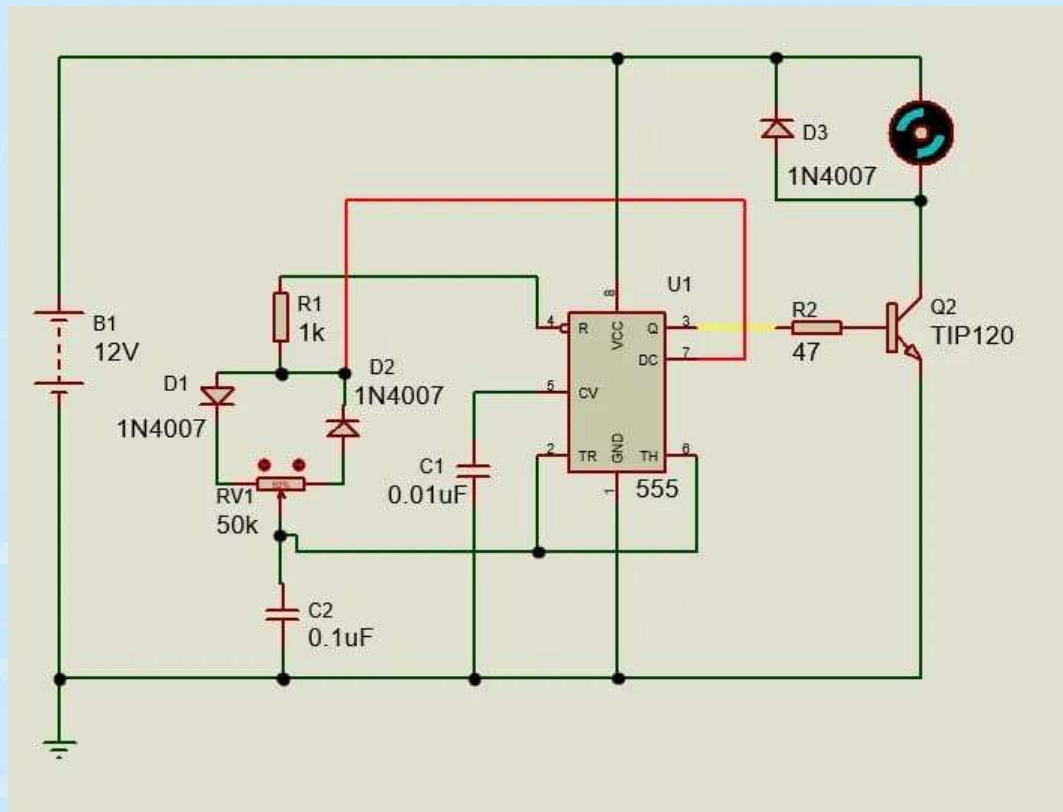 B1
12V
R1
1k
D1
1N4007
D2
1N4007
RV1
50k
C2
0.1uF
C1
0.01uF
U1
555
4
R
5
CV
2
TR
8
VCC
GND
1
Q
3
DC
7
TH
6
R2
47
D3
1N4007
Q2
TIP120